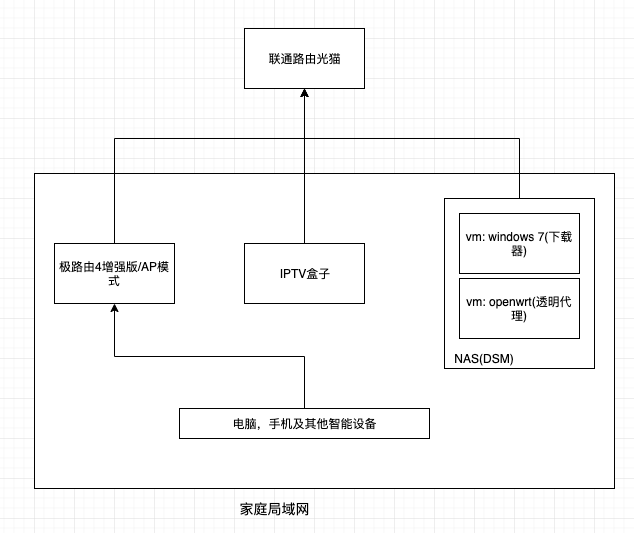 联通路由光猫
极路由4增强版/AP模
式
IPTV盒子
vm: windows 7(下载
器)
vm: openwrt(透明代
理)
NAS(DSM)
电脑，手机及其他智能设备
家庭局域网